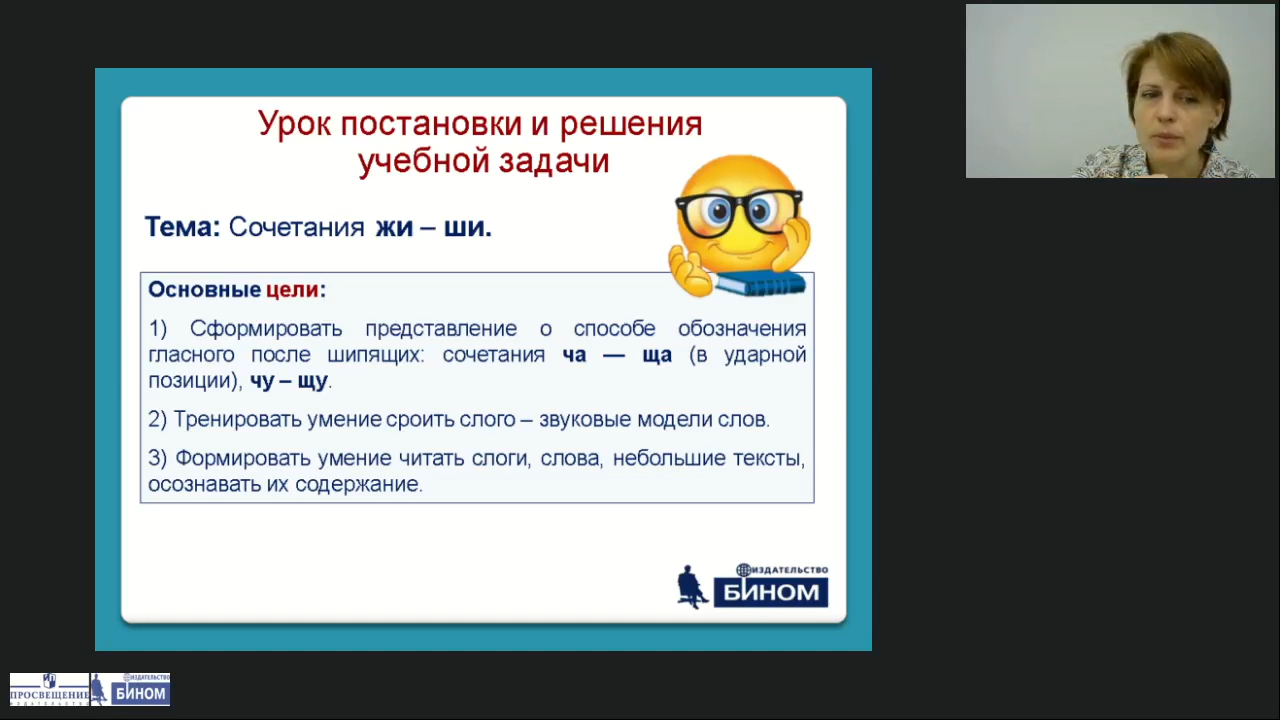 Урок постановки и решения
учебной задачи
Тема: Сочетания жи – ши.
Основные цели:
1) Сформировать представление о способе обозначения
гласного после шипящих: сочетания ча — ща (в ударной
позиции), чу – щу.
2) Тренировать умение сроить слого – звуковые модели слов.
3) Формировать умение читать слоги, слова, небольшие тексты,
осознавать их содержание.
ИЗДАТЕЛЬСТВО
БИНОМ
ПРОСВЕЩЕНИЕ
ИЗДАТЕЛЬСТВО
ИЗДАТЕЛЬСТВО
БИНОМ